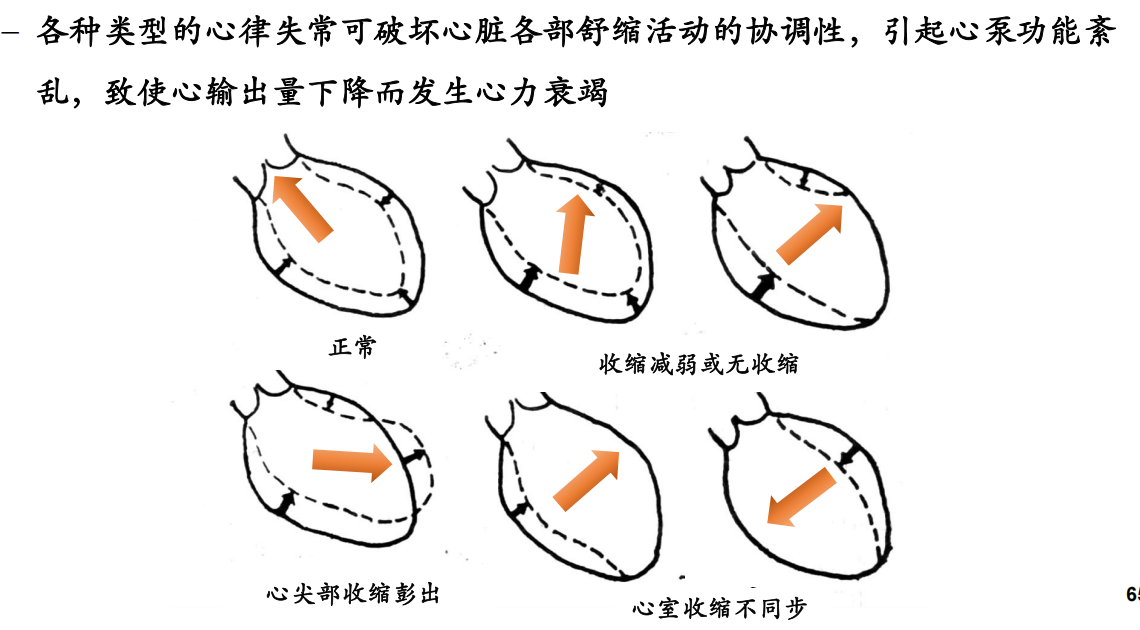 – 各种类型的心律失常可破坏心脏各部舒缩活动的协调性，引起心泵功能紊
乱，致使心输出量下降而发生心力衰竭
正常
收缩减弱或无收缩
心尖部收缩彭出
心室收缩不同步
65